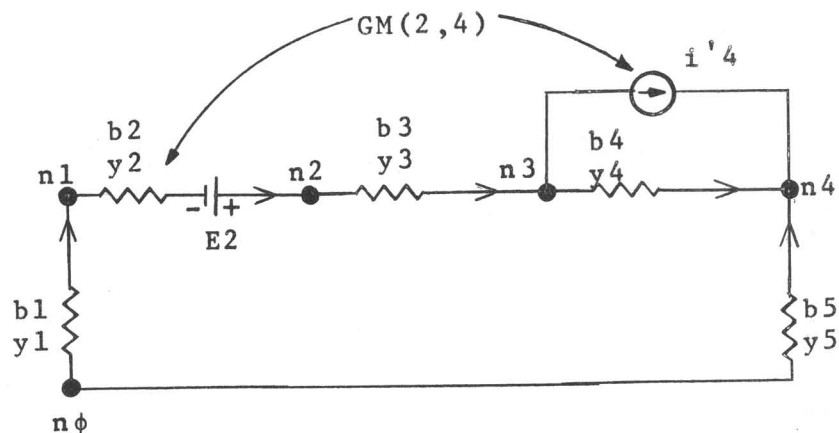 GM(2,4)
i'4
b2
y2
b3
y3
b4
y4
n1
n2
n3
n4
- +
E2
b1
y1
b5
y5
nϕ